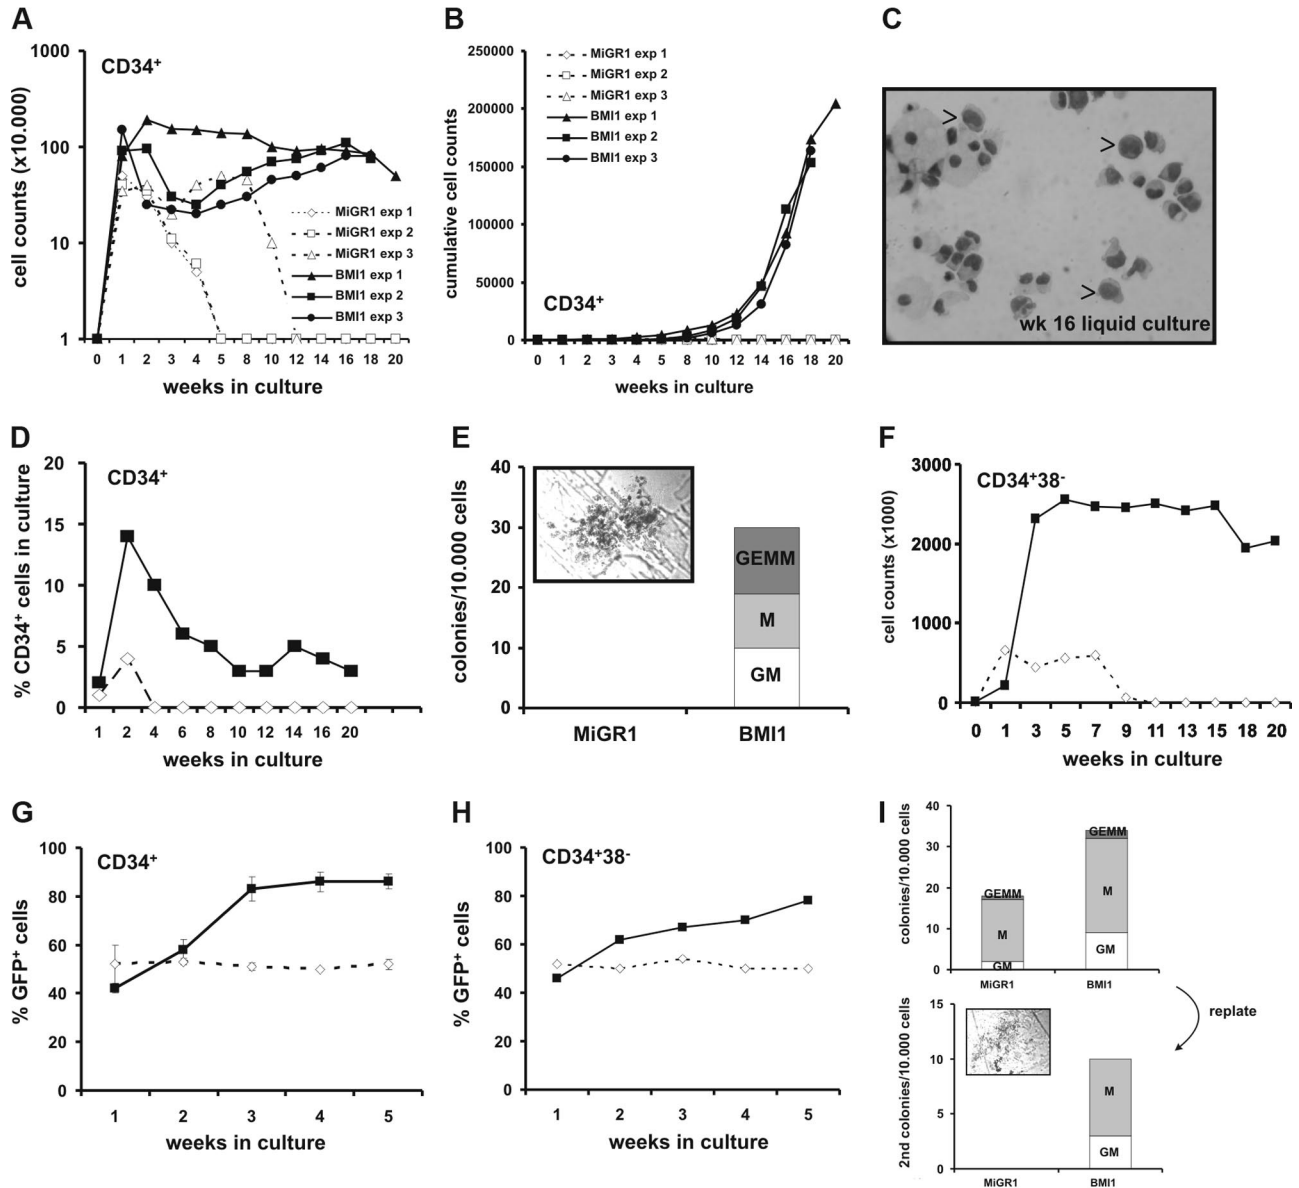 A
CD34+
cell counts (x10.000)
1000
100
10
1
0 1 2 3 4 5 8 10 12 14 16 18 20
weeks in culture
MiGR1 exp 1
MiGR1 exp 2
MiGR1 exp 3
BMI1 exp 1
BMI1 exp 2
BMI1 exp 3
B
cumulative cell counts
250000
200000
150000
100000
50000
0
MiGR1 exp 1
MiGR1 exp 2
MiGR1 exp 3
BMI1 exp 1
BMI1 exp 2
BMI1 exp 3
CD34+
0 1 2 3 4 5 8 10 12 14 16 18 20
weeks in culture
C
>
>
>
wk 16 liquid culture
D
CD34+
% CD34+ cells in culture
20
15
10
5
0
1 2 4 6 8 10 12 14 16 20
weeks in culture
E
colonies/10.000 cells
40
30
20
10
0
GEMM
M
GM
MiGR1 BMI1
F
CD34+38-
cell counts (x1000)
3000
2000
1000
0
0 1 3 5 7 9 11 13 15 18 20
weeks in culture
G
CD34+
% GFP+ cells
100
80
60
40
20
0
1 2 3 4 5
weeks in culture
H
CD34+38-
% GFP+ cells
100
80
60
40
20
0
1 2 3 4 5
weeks in culture
I
colonies/10.000 cells
40
30
20
10
0
GEMM
M
GM
GEMM
M
GM
MiGR1 BMI1
replate
2nd colonies/10.000 cells
15
10
5
0
M
GM
MiGR1 BMI1